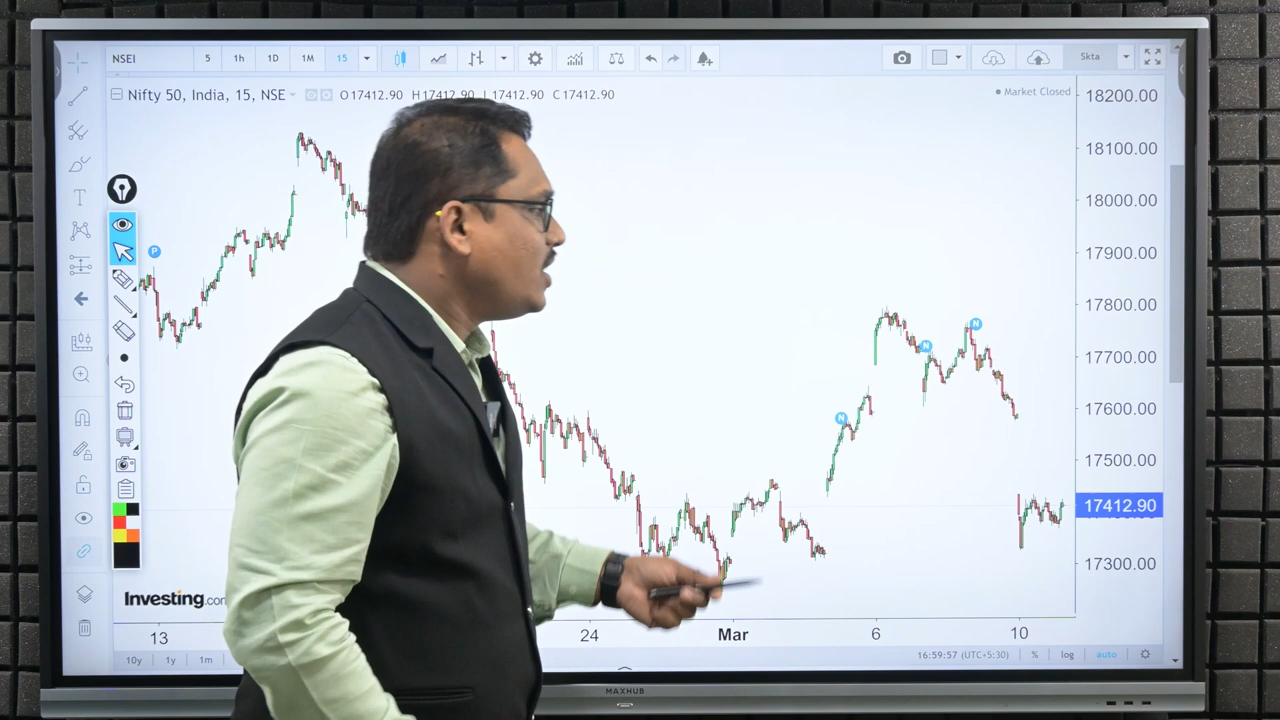 NSEI 5 1h 1D 1M 15 5kta
Nifty 50, India, 15, NSE O17412.90 H17412.90 L17412.90 C17412.90
Market Closed
18200.00
18100.00
18000.00
17900.00
17800.00
17700.00
17600.00
17500.00
17412.90
17300.00
P
N
N
N
T
Investing.com
13 24 Mar 6 10
10y 1y 1m 16:59:57 (UTC+5:30) % log auto
MAXHUB